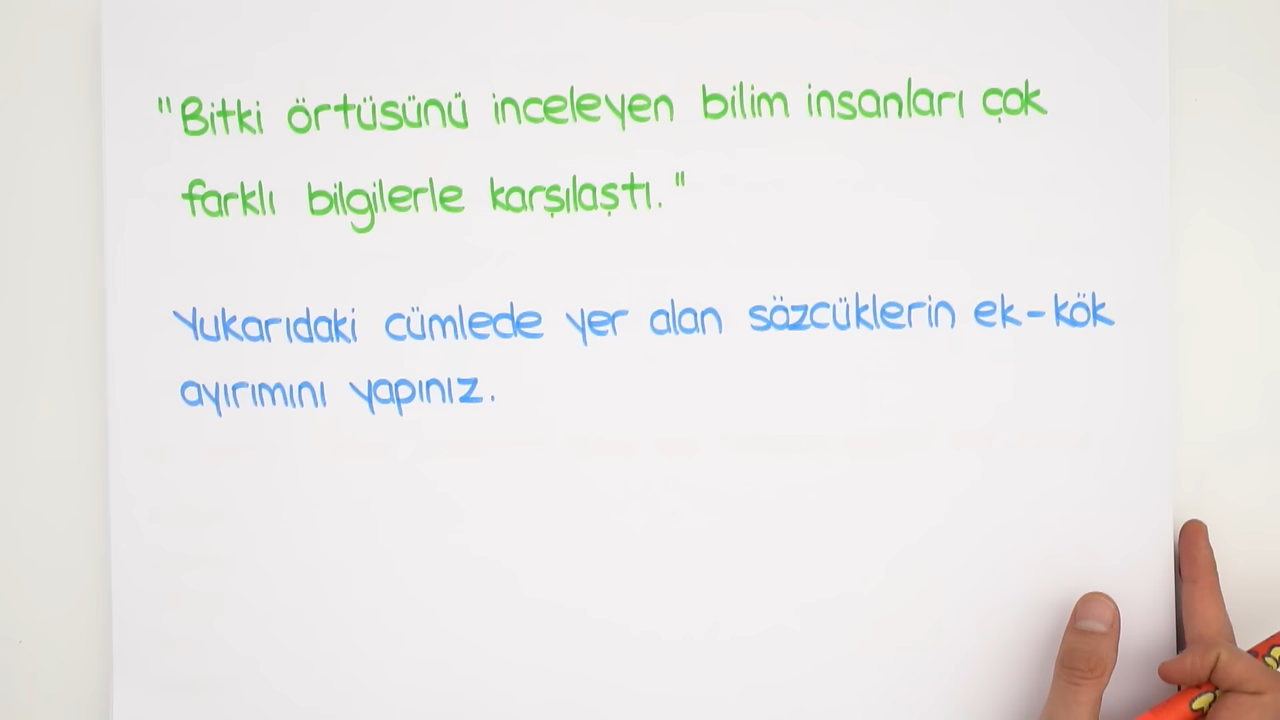 "Bitki örtüsünü inceleyen bilim insanları çok
farklı bilgilerle karşılaştı."
Yukarıdaki cümlede yer alan sözcüklerin ek-kök
ayırımını yapınız.